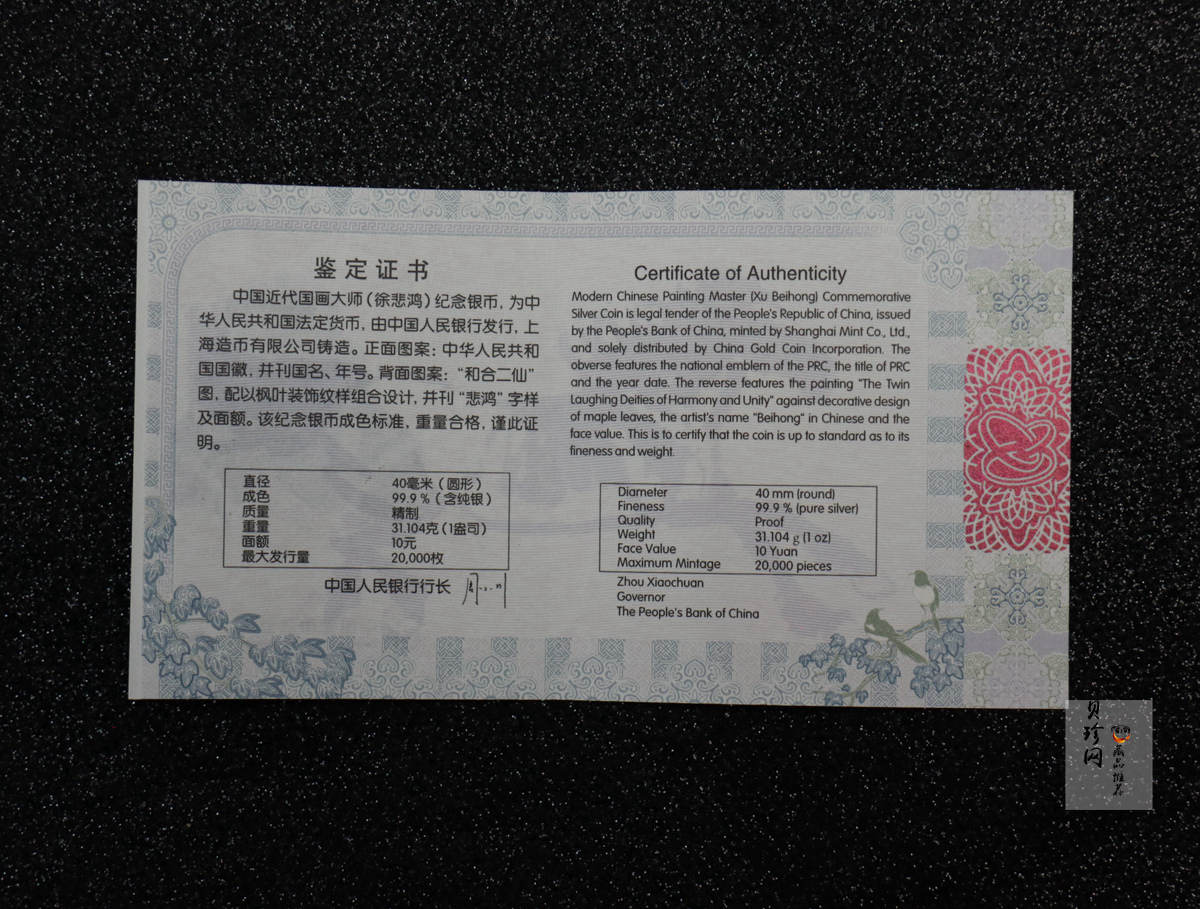 鉴定证书
中国近代国画大师（徐悲鸿）纪念银币，为中
华人民共和国法定货币，由中国人民银行发行，上
海造币有限公司铸造。正面图案：中华人民共和
国国徽，并刊国名、年号。背面图案：“和合二仙”
图，配以枫叶装饰纹样组合设计，并刊“悲鸿”字样
及面额。该纪念银币成色标准，重量合格，谨此证
明。
直径 40毫米（圆形）
成色 99.9％（含纯银）
质量 精制
重量 31.104克（1盎司）
面额 10元
最大发行量 20,000枚
中国人民银行行长
Certificate of Authenticity
Modern Chinese Painting Master (Xu Beihong) Commemorative
Silver Coin is legal tender of the People's Republic of China, issued
by the People's Bank of China, minted by Shanghai Mint Co., Ltd.,
and solely distributed by China Gold Coin Incorporation. The
obverse features the national emblem of the PRC, the title of PRC
and the year date. The reverse features the painting "The Twin
Laughing Deities of Harmony and Unity" against decorative design
of maple leaves, the artist's name "Beihong" in Chinese and the
face value. This is to certify that the coin is up to standard as to its
fineness and weight.
Diameter 40 mm (round)
Fineness 99.9 % (pure silver)
Quality Proof
Weight 31.104 g (1 oz)
Face Value 10 Yuan
Maximum Mintage 20,000 pieces
Zhou Xiaochuan
Governor
The People's Bank of China
贝珍网
藏品推荐